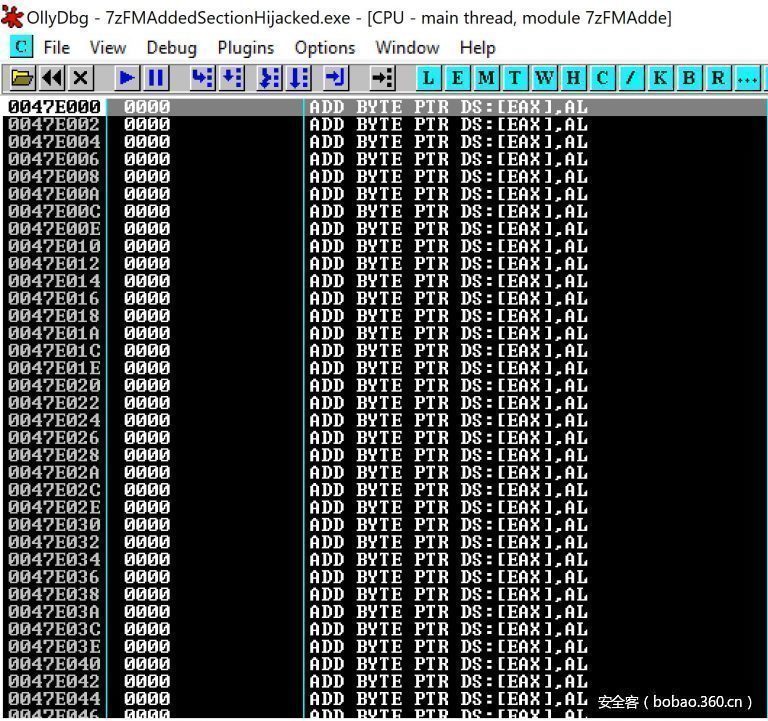 OllyDbg - 7zFMAddedSectionHijacked.exe - [CPU - main thread, module 7zFMAdde]
C File View Debug Plugins Options Window Help
L E M T W H C / K B R ...
0047E000 0000 ADD BYTE PTR DS:[EAX],AL
0047E002 0000 ADD BYTE PTR DS:[EAX],AL
0047E004 0000 ADD BYTE PTR DS:[EAX],AL
0047E006 0000 ADD BYTE PTR DS:[EAX],AL
0047E008 0000 ADD BYTE PTR DS:[EAX],AL
0047E00A 0000 ADD BYTE PTR DS:[EAX],AL
0047E00C 0000 ADD BYTE PTR DS:[EAX],AL
0047E00E 0000 ADD BYTE PTR DS:[EAX],AL
0047E010 0000 ADD BYTE PTR DS:[EAX],AL
0047E012 0000 ADD BYTE PTR DS:[EAX],AL
0047E014 0000 ADD BYTE PTR DS:[EAX],AL
0047E016 0000 ADD BYTE PTR DS:[EAX],AL
0047E018 0000 ADD BYTE PTR DS:[EAX],AL
0047E01A 0000 ADD BYTE PTR DS:[EAX],AL
0047E01C 0000 ADD BYTE PTR DS:[EAX],AL
0047E01E 0000 ADD BYTE PTR DS:[EAX],AL
0047E020 0000 ADD BYTE PTR DS:[EAX],AL
0047E022 0000 ADD BYTE PTR DS:[EAX],AL
0047E024 0000 ADD BYTE PTR DS:[EAX],AL
0047E026 0000 ADD BYTE PTR DS:[EAX],AL
0047E028 0000 ADD BYTE PTR DS:[EAX],AL
0047E02A 0000 ADD BYTE PTR DS:[EAX],AL
0047E02C 0000 ADD BYTE PTR DS:[EAX],AL
0047E02E 0000 ADD BYTE PTR DS:[EAX],AL
0047E030 0000 ADD BYTE PTR DS:[EAX],AL
0047E032 0000 ADD BYTE PTR DS:[EAX],AL
0047E034 0000 ADD BYTE PTR DS:[EAX],AL
0047E036 0000 ADD BYTE PTR DS:[EAX],AL
0047E038 0000 ADD BYTE PTR DS:[EAX],AL
0047E03A 0000 ADD BYTE PTR DS:[EAX],AL
0047E03C 0000 ADD BYTE PTR DS:[EAX],AL
0047E03E 0000 ADD BYTE PTR DS:[EAX],AL
0047E040 0000 ADD BYTE PTR DS:[EAX],AL
0047E042 0000 ADD BYTE PTR DS:[EAX],AL
0047E044 0000 ADD BYTE PTR DS:[EAX],AL
0047E046 0000 ADD BYTE PTR DS:[EAX],AL
安全客（bobao.360.cn）